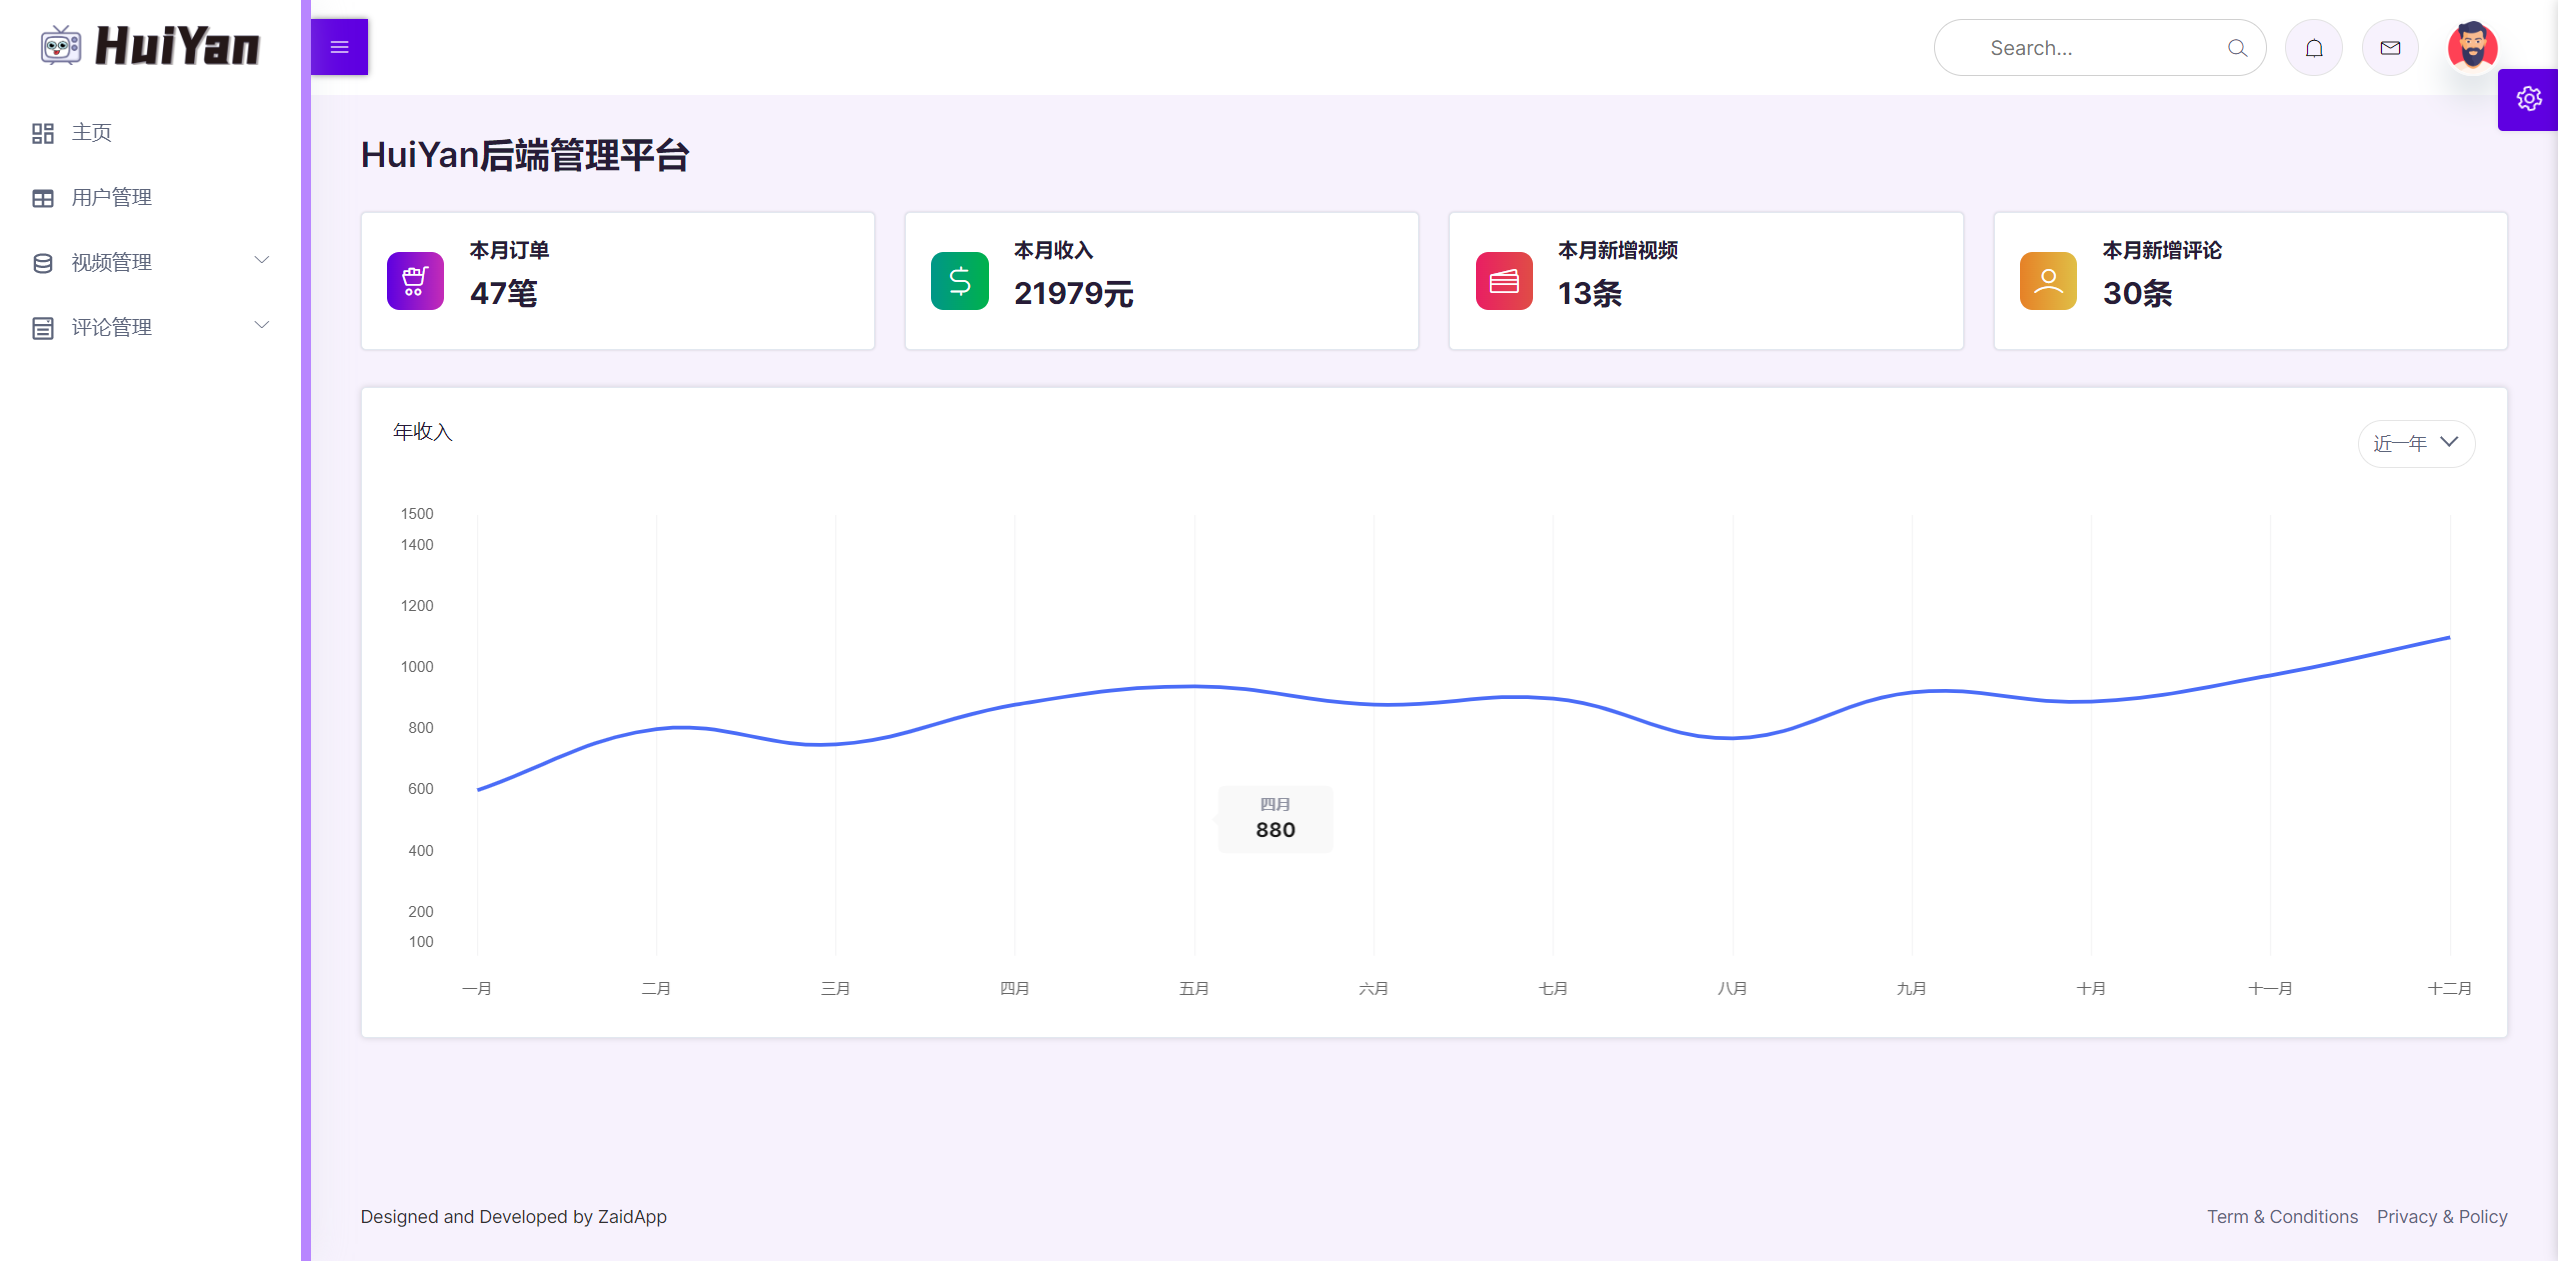 HuiYan
主页
用户管理
视频管理
评论管理
Search...
HuiYan后端管理平台
本月订单
47笔
本月收入
21979元
本月新增视频
13条
本月新增评论
30条
年收入
近一年
1500
1400
1200
1000
800
600
400
200
100
四月
880
一月 二月 三月 四月 五月 六月 七月 八月 九月 十月 十一月 十二月
Designed and Developed by ZaidApp
Term & Conditions Privacy & Policy